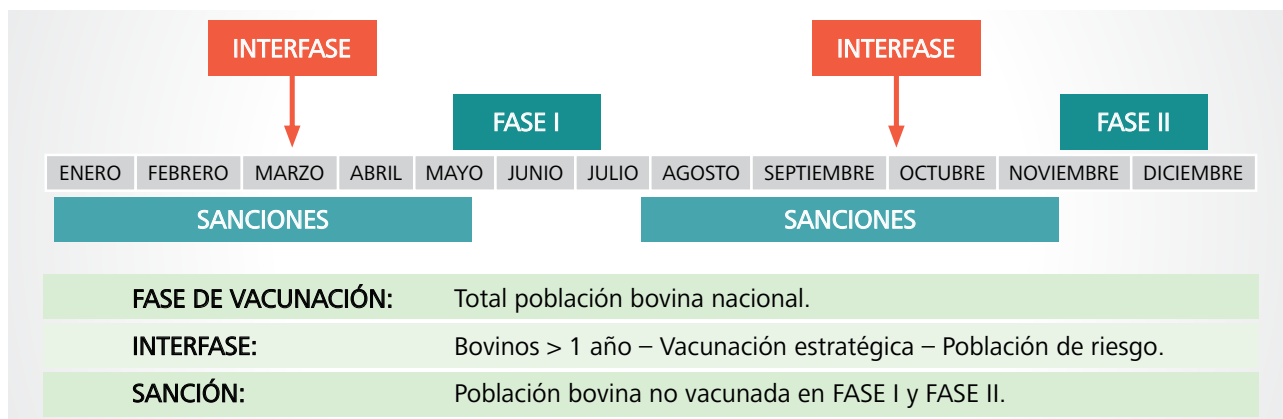 INTERFASE INTERFASE
FASE I FASE II
ENERO FEBRERO MARZO ABRIL MAYO JUNIO JULIO AGOSTO SEPTIEMBRE OCTUBRE NOVIEMBRE DICIEMBRE
SANCIONES SANCIONES
FASE DE VACUNACIÓN: Total población bovina nacional.
INTERFASE: Bovinos > 1 año – Vacunación estratégica – Población de riesgo.
SANCIÓN: Población bovina no vacunada en FASE I y FASE II.